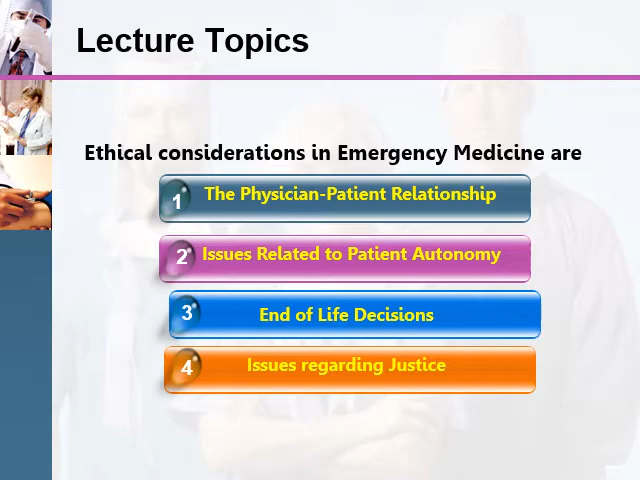 Lecture Topics
Ethical considerations in Emergency Medicine are
1 The Physician-Patient Relationship
2 Issues Related to Patient Autonomy
3 End of Life Decisions
4 Issues regarding Justice